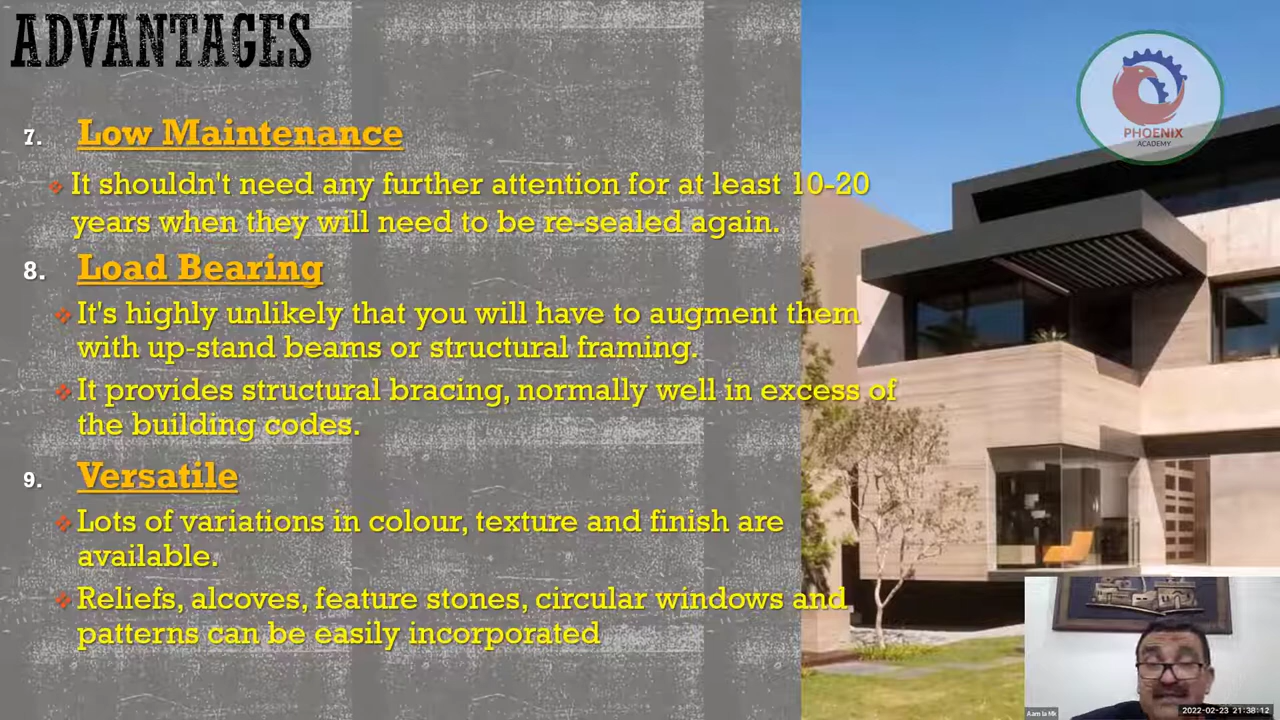 ADVANTAGES
7. Low Maintenance
It shouldn't need any further attention for at least 10-20
years when they will need to be re-sealed again.
8. Load Bearing
It's highly unlikely that you will have to augment them
with up-stand beams or structural framing.
It provides structural bracing, normally well in excess of
the building codes.
9. Versatile
Lots of variations in colour, texture and finish are
available.
Reliefs, alcoves, feature stones, circular windows and
patterns can be easily incorporated
PHOENIX
ACADEMY
2022-02-23 21:38:12